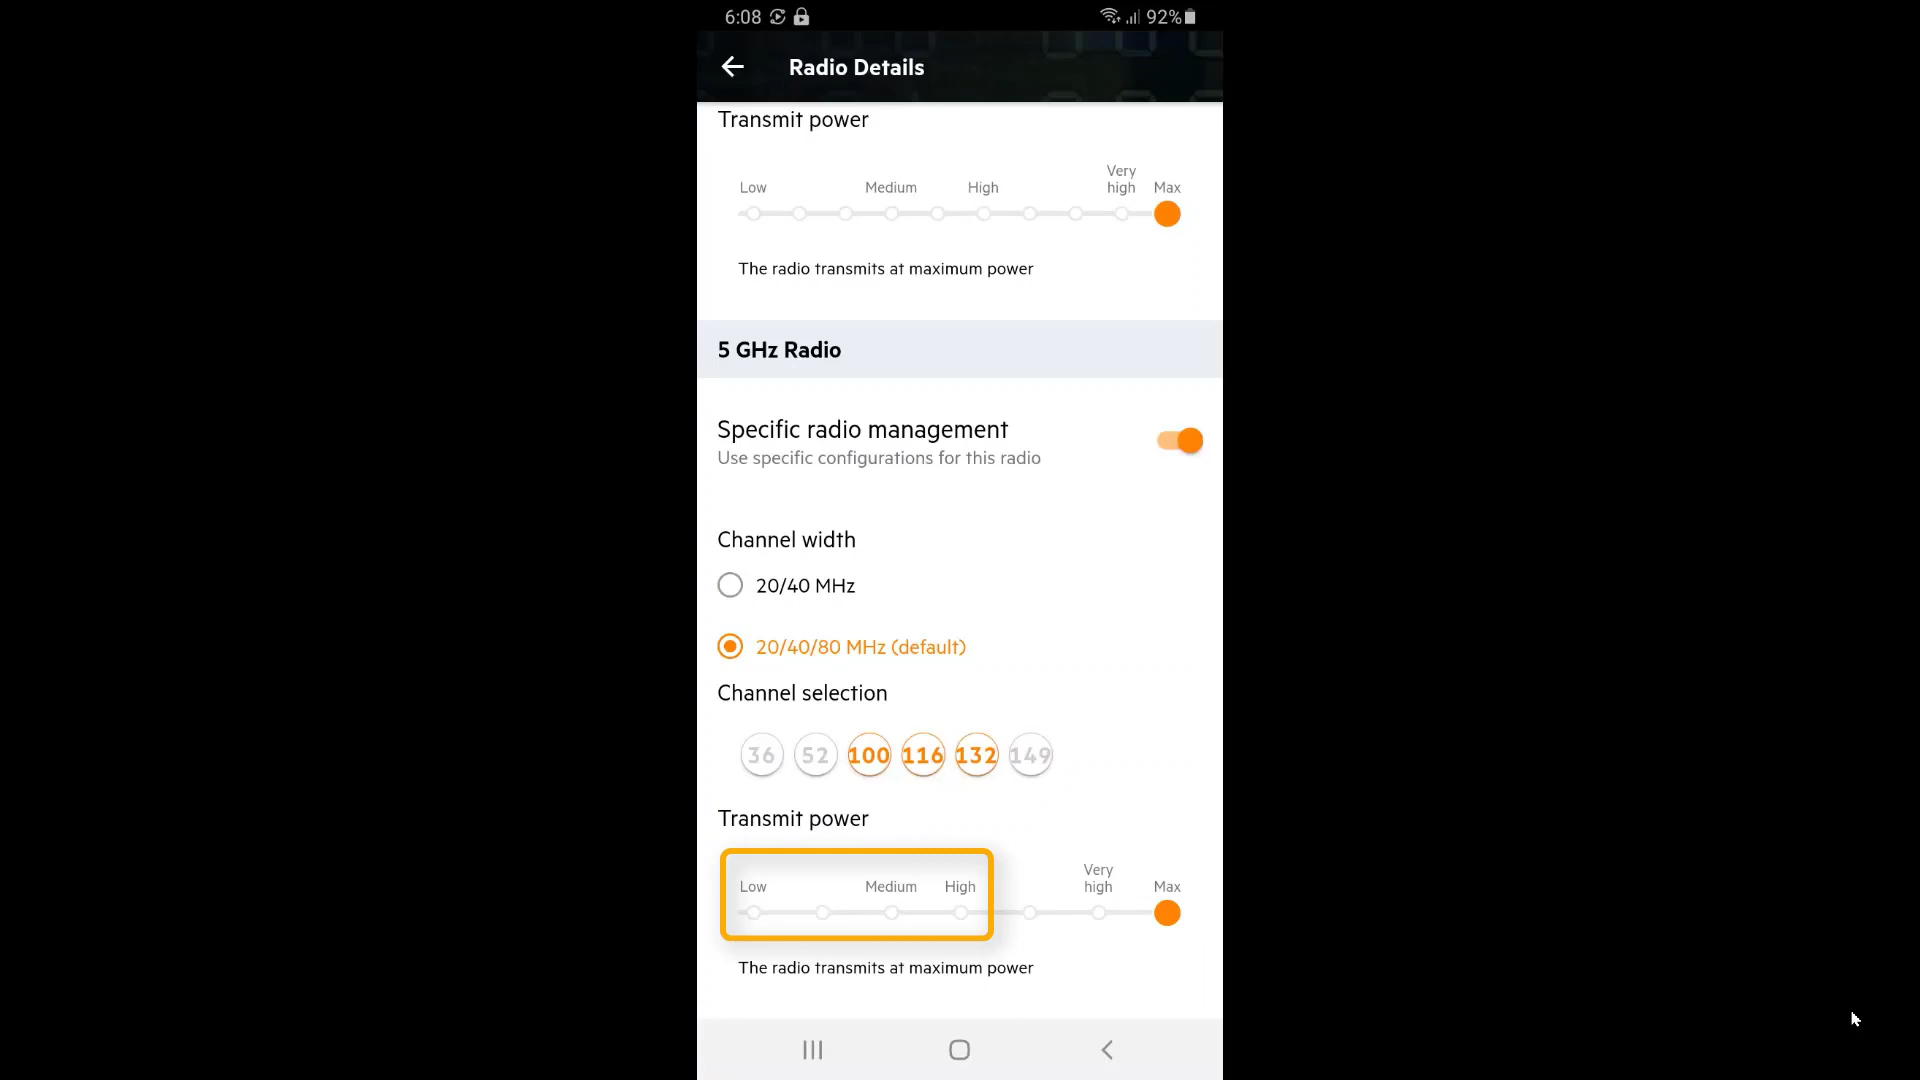 6:08 92%
Radio Details
Transmit power
Low Medium High Very high Max
The radio transmits at maximum power
5 GHz Radio
Specific radio management
Use specific configurations for this radio
Channel width
20/40 MHz
20/40/80 MHz (default)
Channel selection
36 52 100 116 132 149
Transmit power
Low Medium High Very high Max
The radio transmits at maximum power